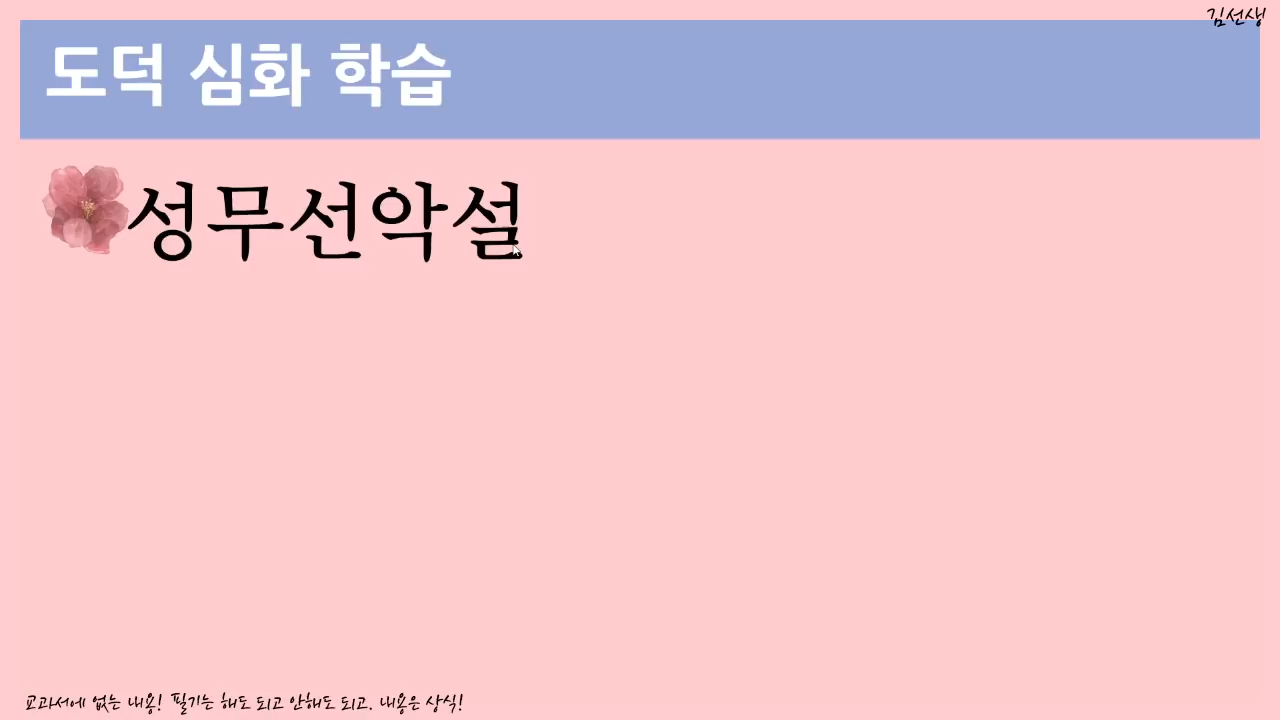 김선생
도덕 심화 학습
성무선악설
교과서에 없는 내용! 필기는 해도 되고 안해도 되고. 내용은 상식!